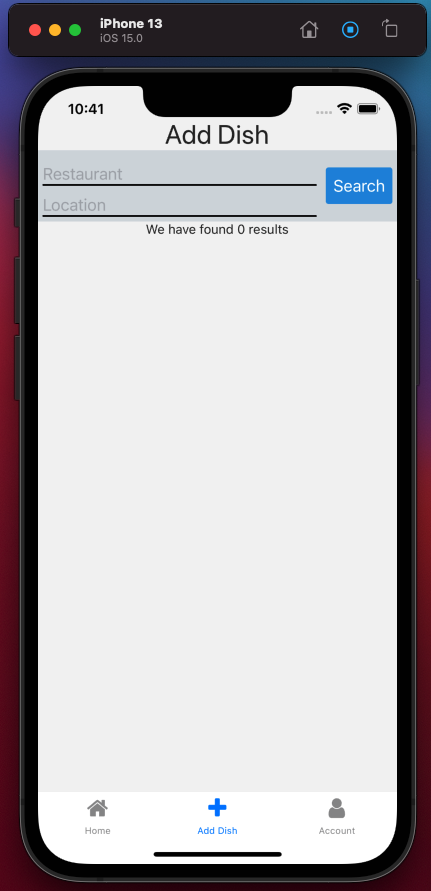 iPhone 13
iOS 15.0
10:41
Add Dish
Restaurant
Search
Location
We have found 0 results
Home
Add Dish
Account